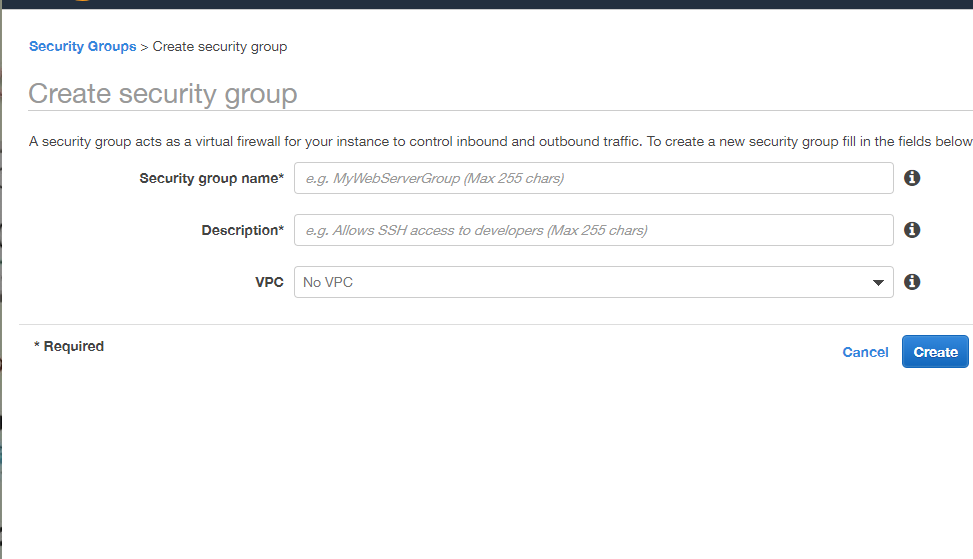 Security Groups > Create security group
Create security group
A security group acts as a virtual firewall for your instance to control inbound and outbound traffic. To create a new security group fill in the fields below
Security group name*
e.g. MyWebServerGroup (Max 255 chars)
Description*
e.g. Allows SSH access to developers (Max 255 chars)
VPC
No VPC
* Required
Cancel
Create